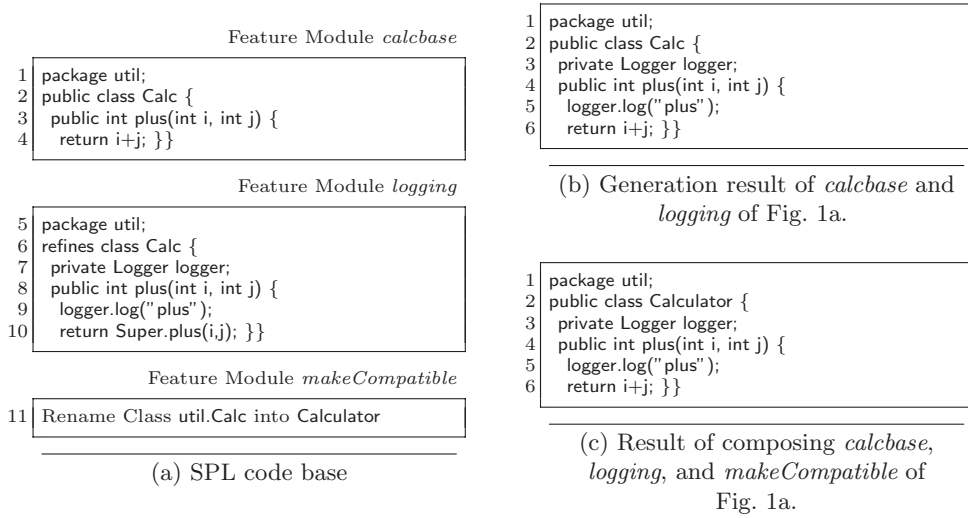 Feature Module calcbase
1 package util;
2 public class Calc {
3 public int plus(int i, int j) {
4 return i+j; }}
Feature Module logging
5 package util;
6 refines class Calc {
7 private Logger logger;
8 public int plus(int i, int j) {
9 logger.log("plus");
10 return Super.plus(i,j); }}
Feature Module makeCompatible
11 Rename Class util.Calc into Calculator
(a) SPL code base
1 package util;
2 public class Calc {
3 private Logger logger;
4 public int plus(int i, int j) {
5 logger.log("plus");
6 return i+j; }}
(b) Generation result of calcbase and
logging of Fig. 1a.
1 package util;
2 public class Calculator {
3 private Logger logger;
4 public int plus(int i, int j) {
5 logger.log("plus");
6 return i+j; }}
(c) Result of composing calcbase,
logging, and makeCompatible of
Fig. 1a.